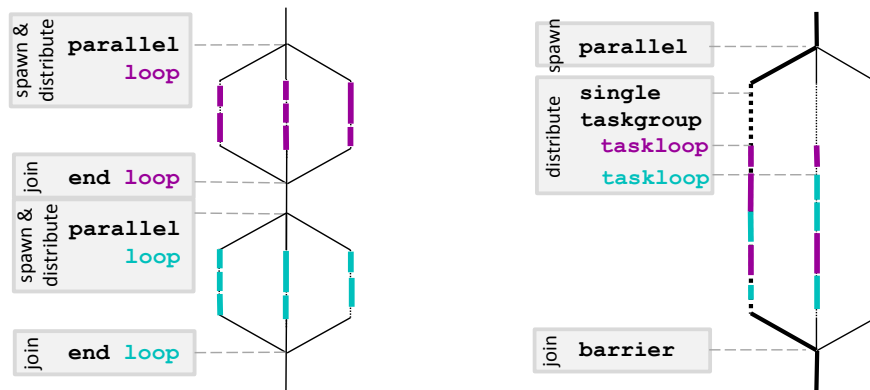 spawn &
distribute
parallel
loop
join
end loop
spawn &
distribute
parallel
loop
join
end loop
spawn
parallel
distribute
single
taskgroup
taskloop
taskloop
join
barrier